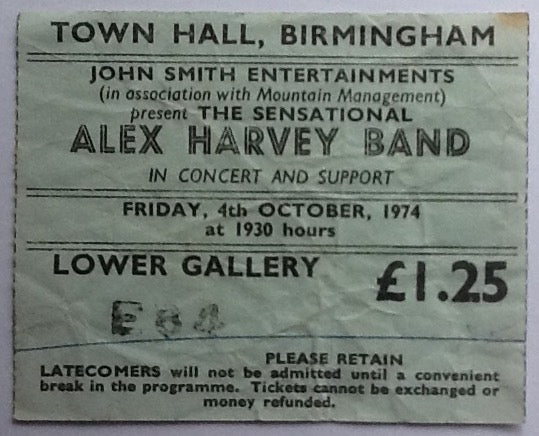 TOWN HALL, BIRMINGHAM
JOHN SMITH ENTERTAINMENTS
(in association with Mountain Management)
present THE SENSATIONAL
ALEX HARVEY BAND
IN CONCERT AND SUPPORT
FRIDAY, 4th OCTOBER, 1974
at 1930 hours
LOWER GALLERY £1.25
E84
PLEASE RETAIN
LATECOMERS will not be admitted until a convenient
break in the programme. Tickets cannot be exchanged or
money refunded.